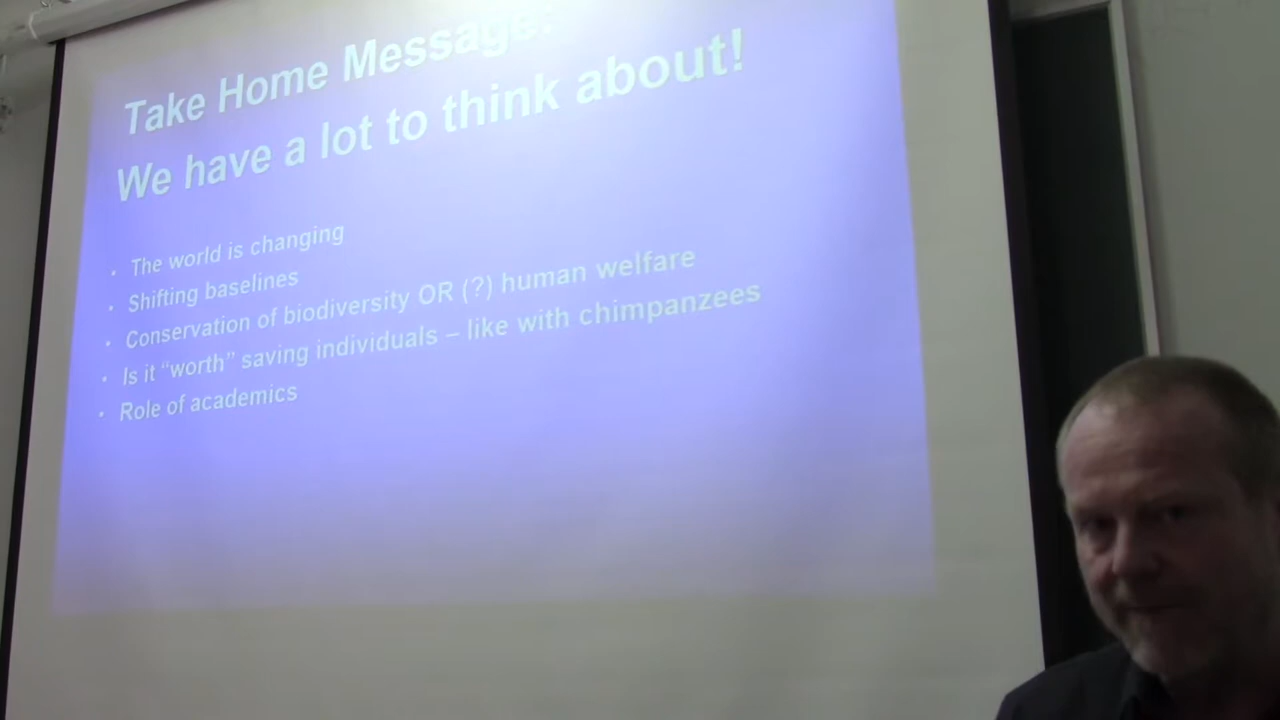 Take Home Message:
We have a lot to think about!
• The world is changing
• Shifting baselines
• Conservation of biodiversity OR (?) human welfare
• Is it “worth” saving individuals – like with chimpanzees
• Role of academics